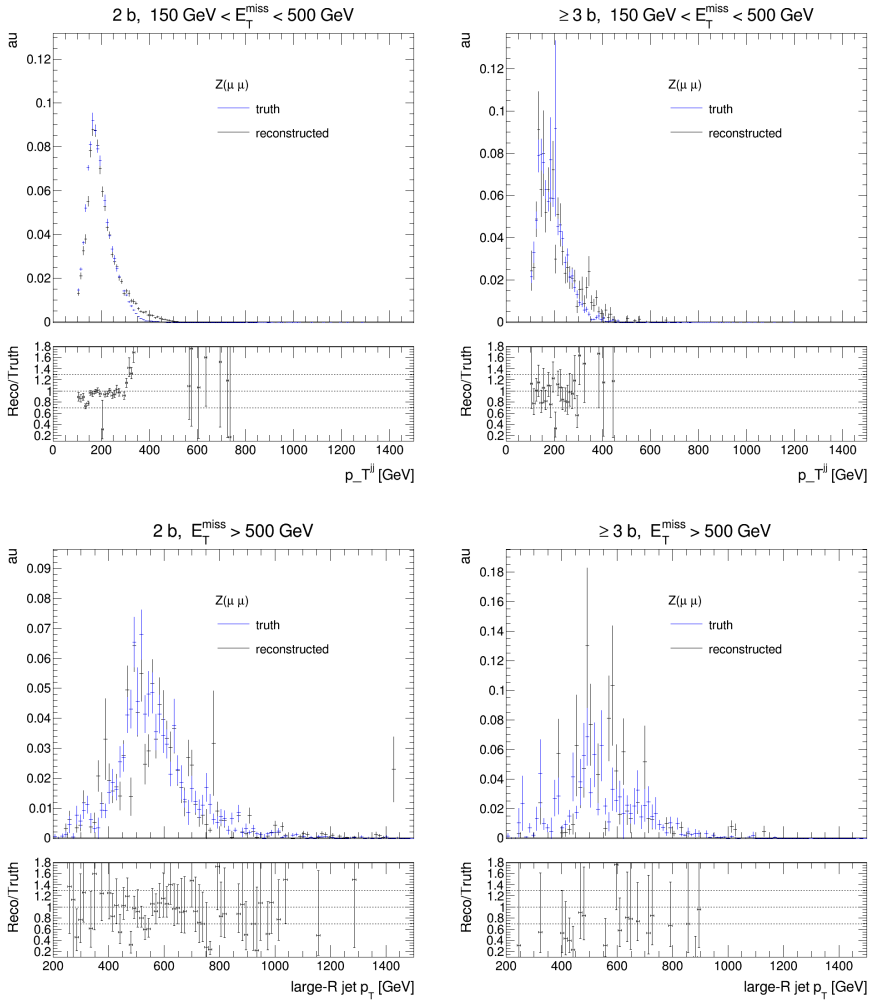 2 b, 150 GeV < E_T^miss < 500 GeV
au
0.12
0.1
0.08
0.06
0.04
0.02
0
Z(μ μ)
truth
reconstructed
Reco/Truth
1.8
1.6
1.4
1.2
1
0.8
0.6
0.4
0.2
0 200 400 600 800 1000 1200 1400
p_T^jj [GeV]
≥ 3 b, 150 GeV < E_T^miss < 500 GeV
au
0.12
0.1
0.08
0.06
0.04
0.02
0
Z(μ μ)
truth
reconstructed
Reco/Truth
1.8
1.6
1.4
1.2
1
0.8
0.6
0.4
0.2
0 200 400 600 800 1000 1200 1400
p_T^jj [GeV]
2 b, E_T^miss > 500 GeV
au
0.09
0.08
0.07
0.06
0.05
0.04
0.03
0.02
0.01
0
Z(μ μ)
truth
reconstructed
Reco/Truth
1.8
1.6
1.4
1.2
1
0.8
0.6
0.4
0.2
200 400 600 800 1000 1200 1400
large-R jet p_T [GeV]
≥ 3 b, E_T^miss > 500 GeV
au
0.18
0.16
0.14
0.12
0.1
0.08
0.06
0.04
0.02
0
Z(μ μ)
truth
reconstructed
Reco/Truth
1.8
1.6
1.4
1.2
1
0.8
0.6
0.4
0.2
200 400 600 800 1000 1200 1400
large-R jet p_T [GeV]